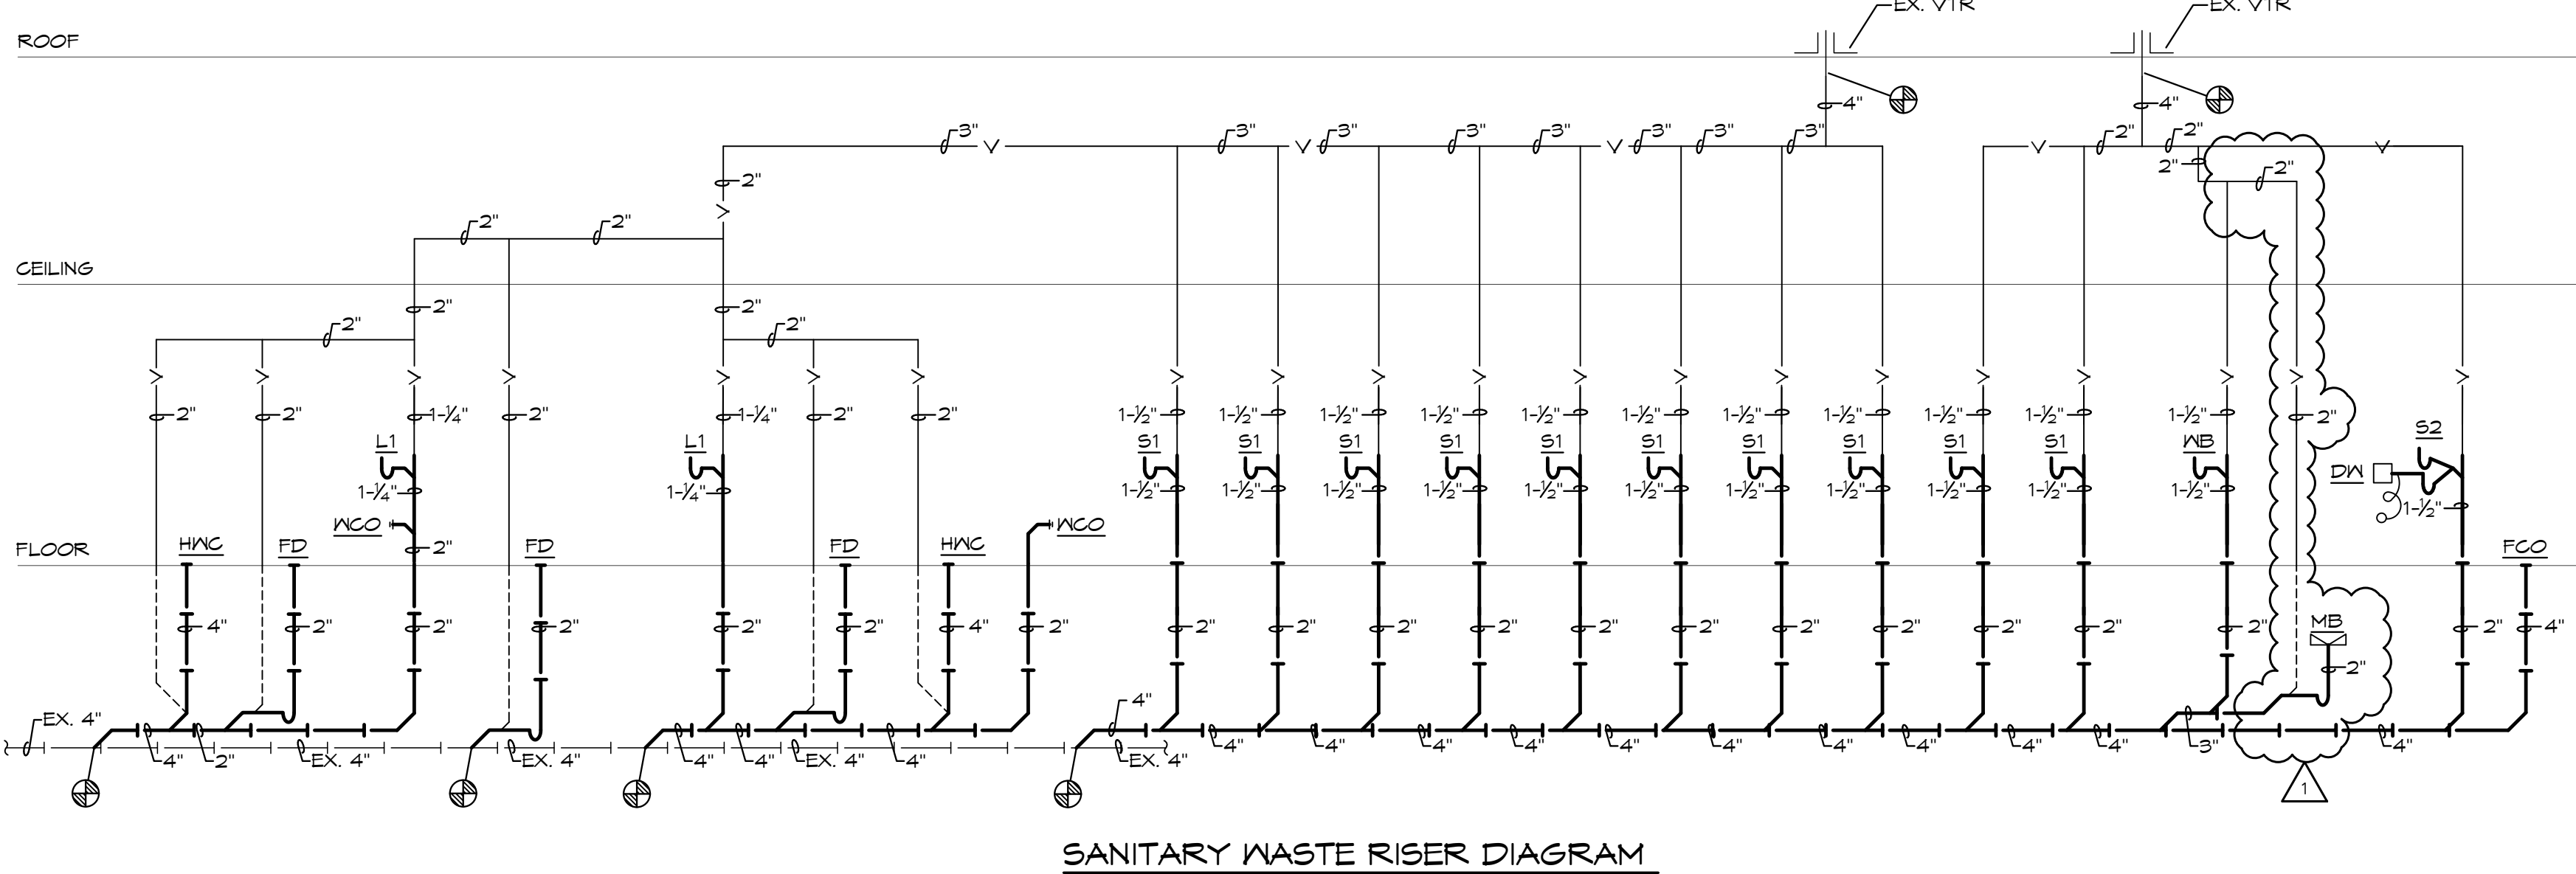 EX. VTR EX. VTR
ROOF
4" 4"
3" V 3" V 3" 3" 3" V 3" 3" 3" V 2" 2" V
2" 2" 2"
V
2" 2"
CEILING
2" 2"
2" 2"
V V V V V V V V V V V V V V V V V V V V
2" 2" 1-1/4" 2" 1-1/4" 2" 2" 1-1/2" 1-1/2" 1-1/2" 1-1/2" 1-1/2" 1-1/2" 1-1/2" 1-1/2" 1-1/2" 1-1/2" 1-1/2" 2"
L1 L1 S1 S1 S1 S1 S1 S1 S1 S1 S1 S1 WB S2
DW
1-1/4" 1-1/4" 1-1/2" 1-1/2" 1-1/2" 1-1/2" 1-1/2" 1-1/2" 1-1/2" 1-1/2" 1-1/2" 1-1/2" 1-1/2" 1-1/2"
WCO WCO
FLOOR HWC FD 2" FD FD HWC FCO
4" 2" 2" 2" 2" 2" 4" 2" 2" 2" 2" 2" 2" 2" 2" 2" 2" 2" 2" MB 2" 4"
2"
EX. 4" 4"
4" 2" EX. 4" EX. 4" 4" 4" EX. 4" 4" EX. 4" 4" 4" 4" 4" 4" 4" 4" 4" 4" 4" 3" 4"
1
SANITARY WASTE RISER DIAGRAM